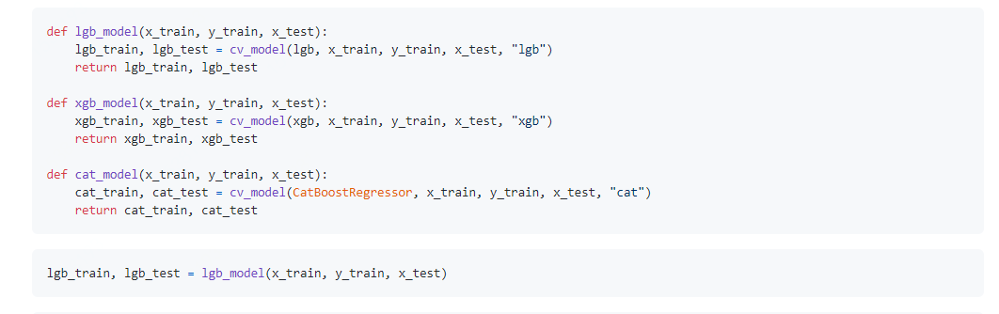 def lgb_model(x_train, y_train, x_test):
    lgb_train, lgb_test = cv_model(lgb, x_train, y_train, x_test, "lgb")
    return lgb_train, lgb_test
def xgb_model(x_train, y_train, x_test):
    xgb_train, xgb_test = cv_model(xgb, x_train, y_train, x_test, "xgb")
    return xgb_train, xgb_test
def cat_model(x_train, y_train, x_test):
    cat_train, cat_test = cv_model(CatBoostRegressor, x_train, y_train, x_test, "cat")
    return cat_train, cat_test
lgb_train, lgb_test = lgb_model(x_train, y_train, x_test)